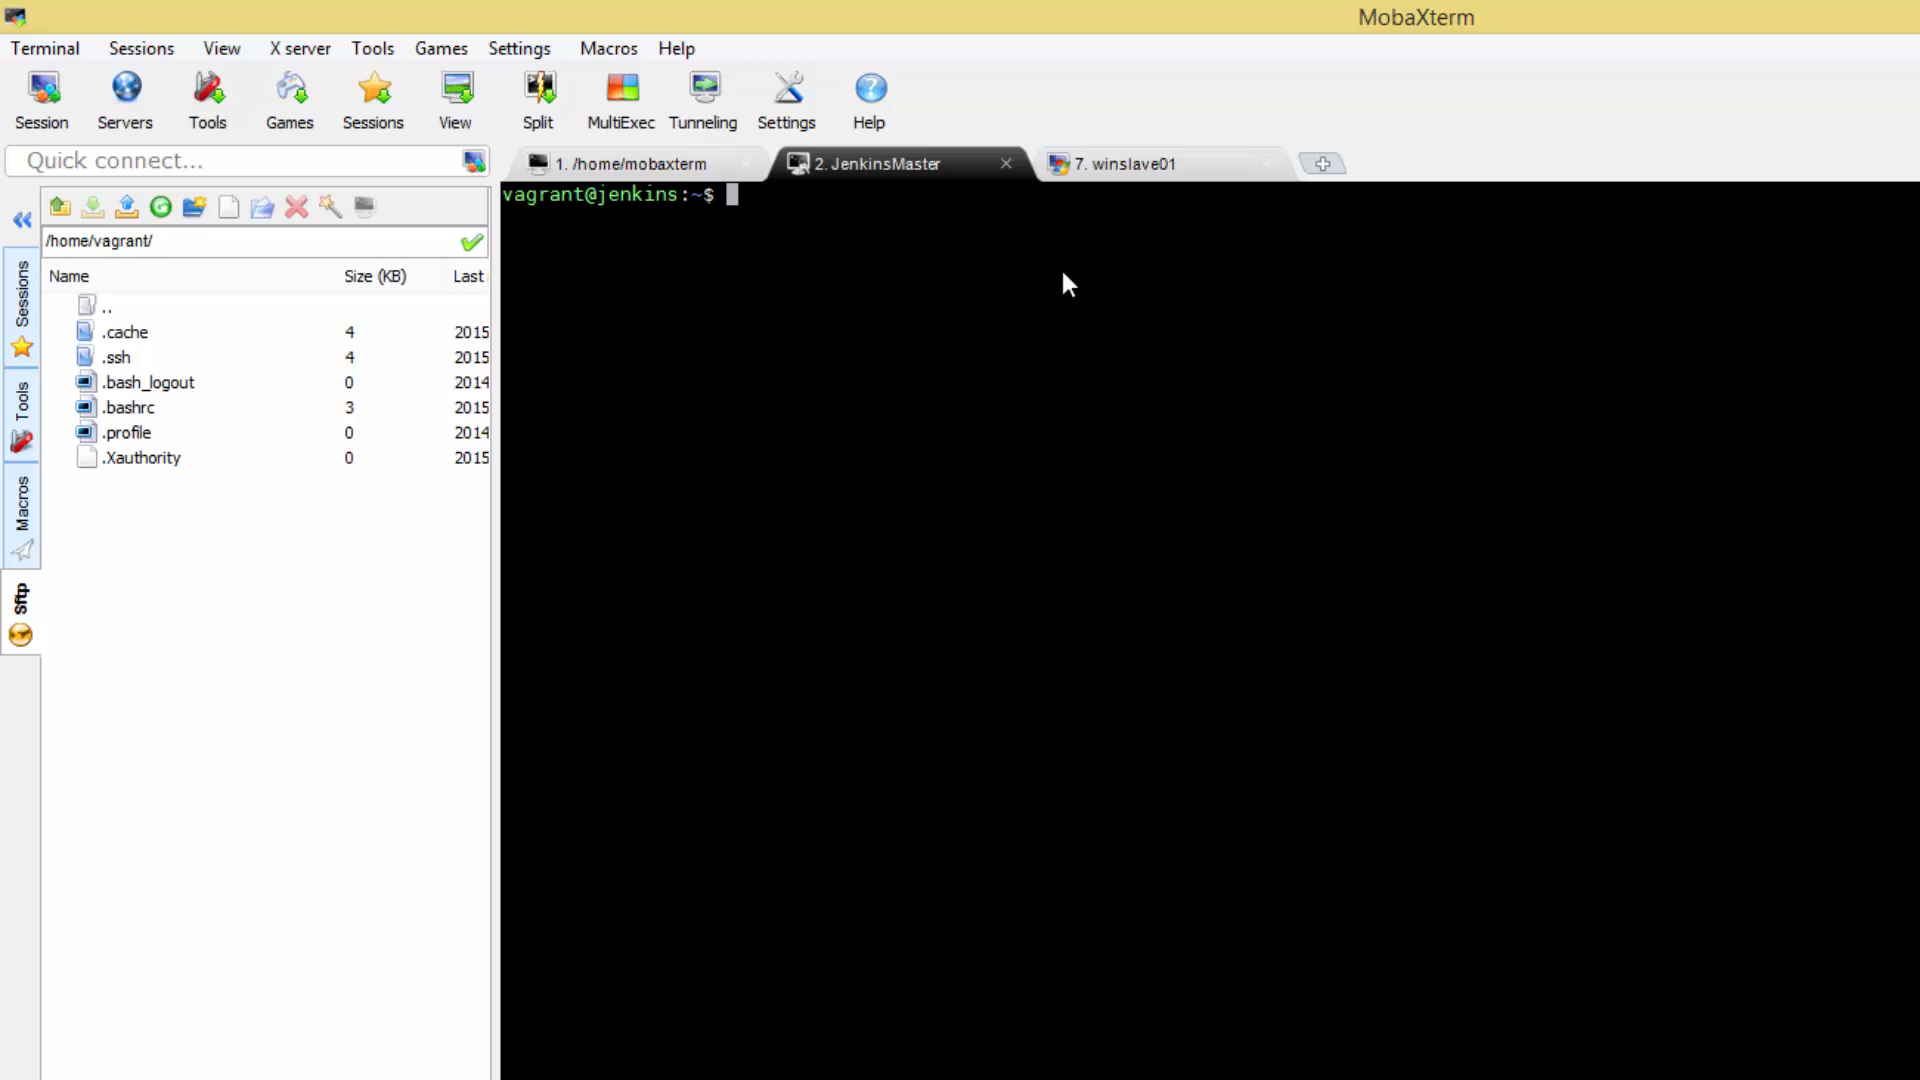 MobaXterm
Terminal Sessions View X server Tools Games Settings Macros Help
Session Servers Tools Games Sessions View Split MultiExec Tunneling Settings Help
Quick connect...
1. /home/mobaxterm
2. JenkinsMaster
7. winslave01
/home/vagrant/
Name Size (KB) Last
..
.cache 4 2015
.ssh 4 2015
.bash_logout 0 2014
.bashrc 3 2015
.profile 0 2014
.Xauthority 0 2015
Sessions
Tools
Macros
Sftp
vagrant@jenkins:~$